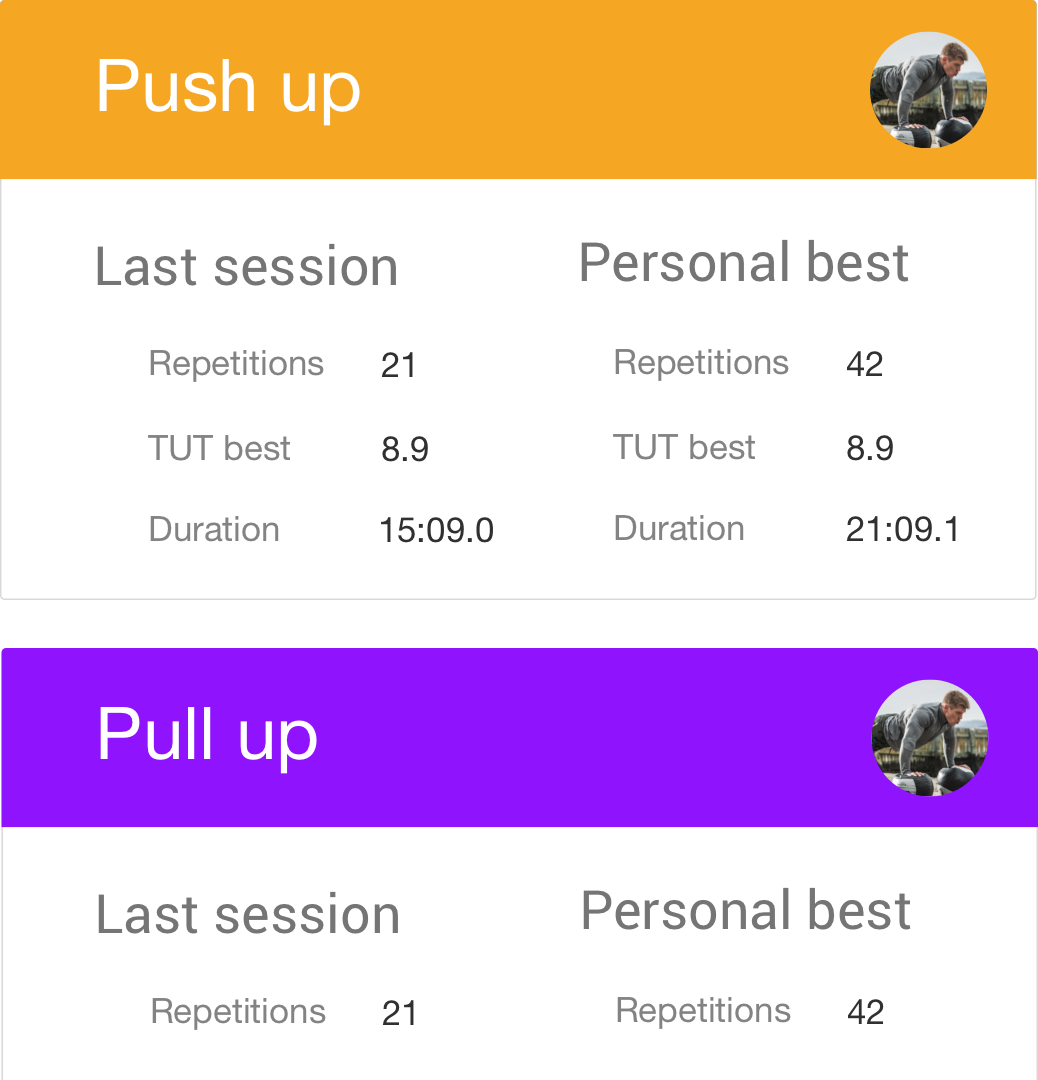 Push up
Last session
Personal best
Repetitions 21
Repetitions 42
TUT best 8.9
TUT best 8.9
Duration 15:09.0
Duration 21:09.1
Pull up
Last session
Personal best
Repetitions 21
Repetitions 42